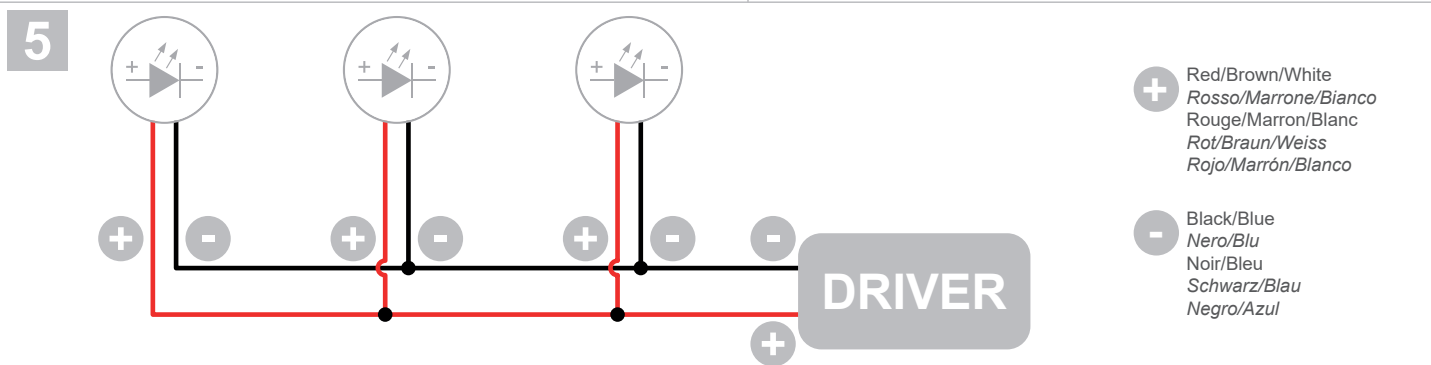 5
+ - + - + -
+ - + - + - -
DRIVER
+
+
Red/Brown/White
Rosso/Marrone/Bianco
Rouge/Marron/Blanc
Rot/Braun/Weiss
Rojo/Marrón/Blanco
-
Black/Blue
Nero/Blu
Noir/Bleu
Schwarz/Blau
Negro/Azul